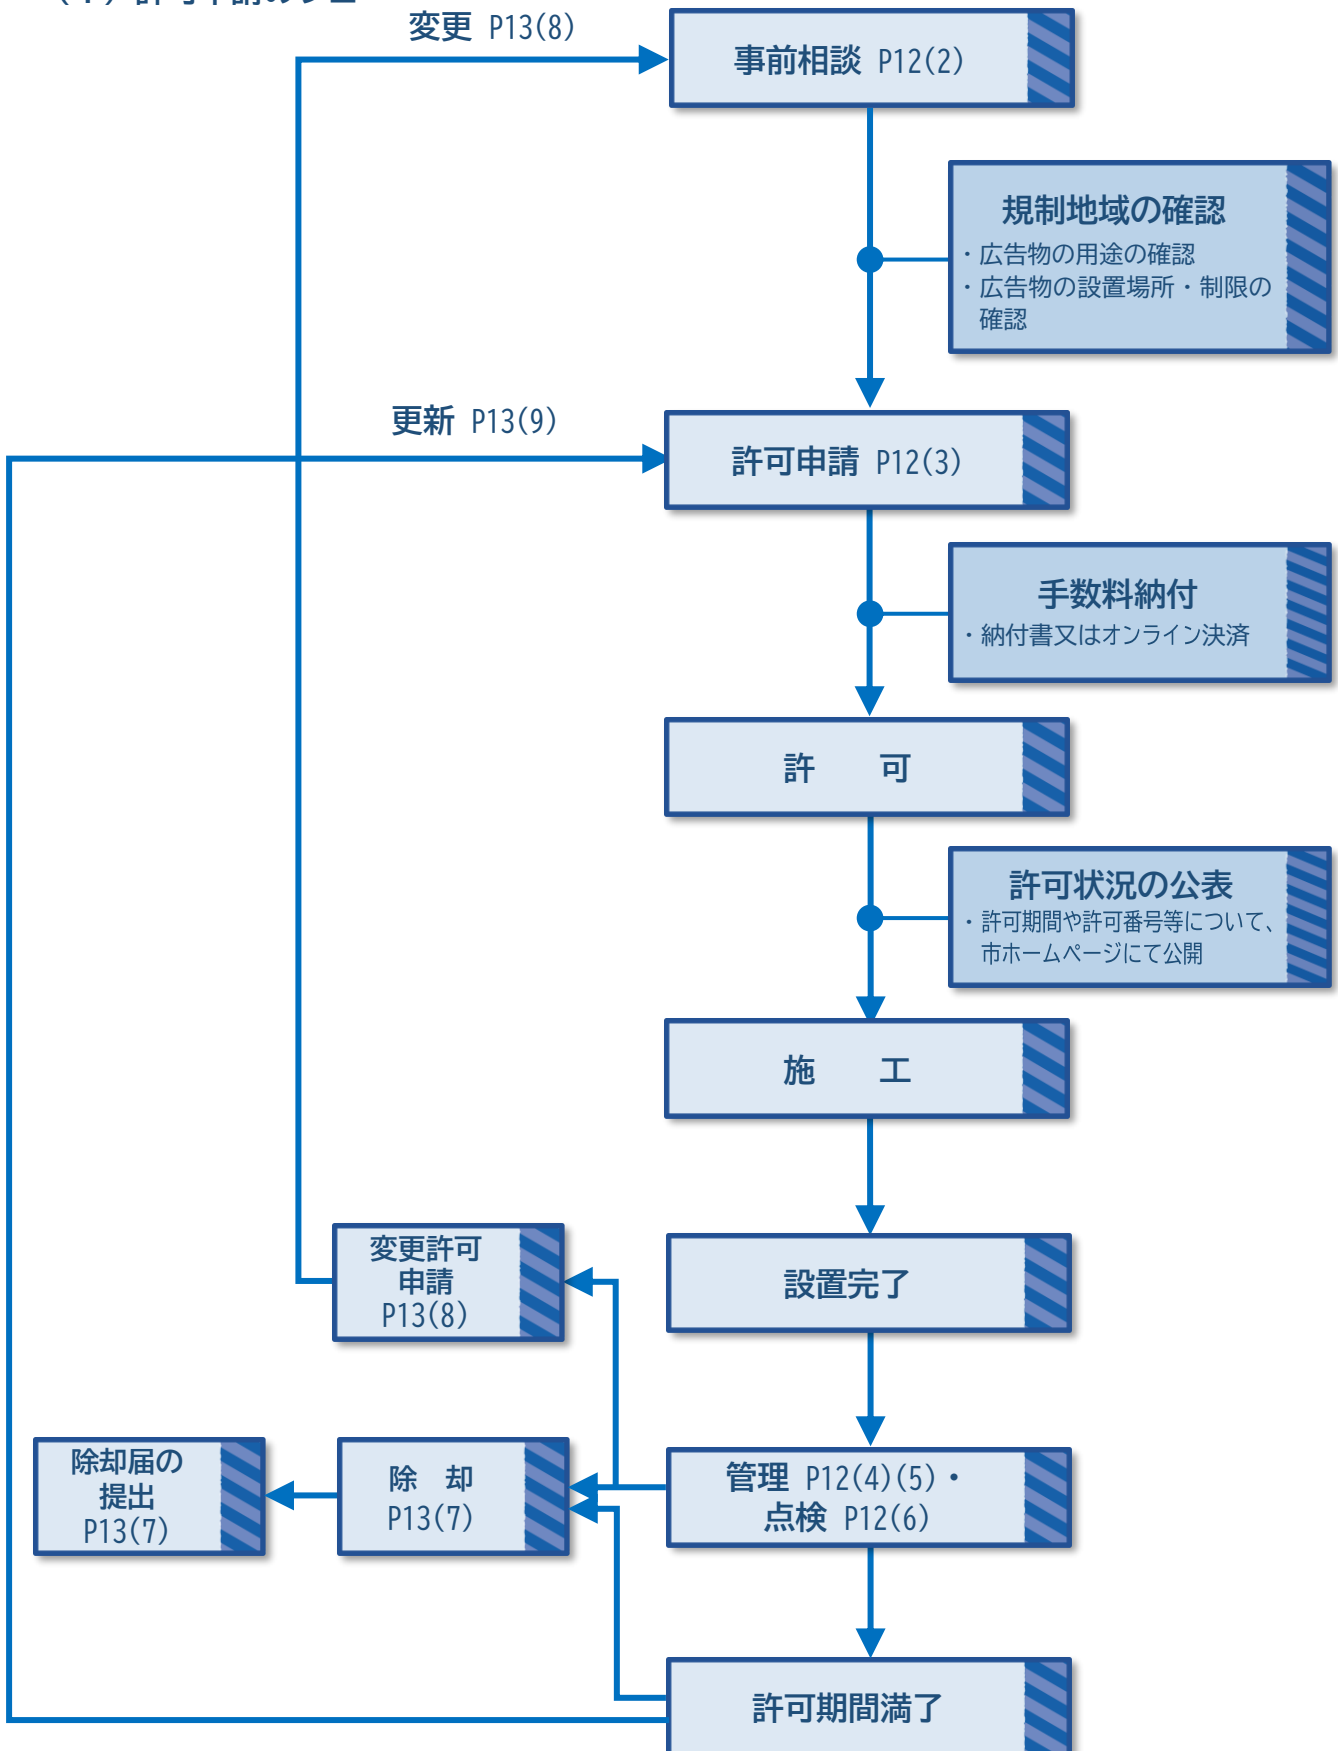 変更 P13(8)
事前相談 P12(2)
規制地域の確認
・広告物の用途の確認
・広告物の設置場所・制限の
確認
更新 P13(9)
許可申請 P12(3)
手数料納付
・納付書又はオンライン決済
許　可
許可状況の公表
・許可期間や許可番号等について、
市ホームページにて公開
施　工
変更許可
申請
P13(8)
設置完了
除却届の
提出
P13(7)
除　却
P13(7)
管理 P12(4)(5)・
点検 P12(6)
許可期間満了